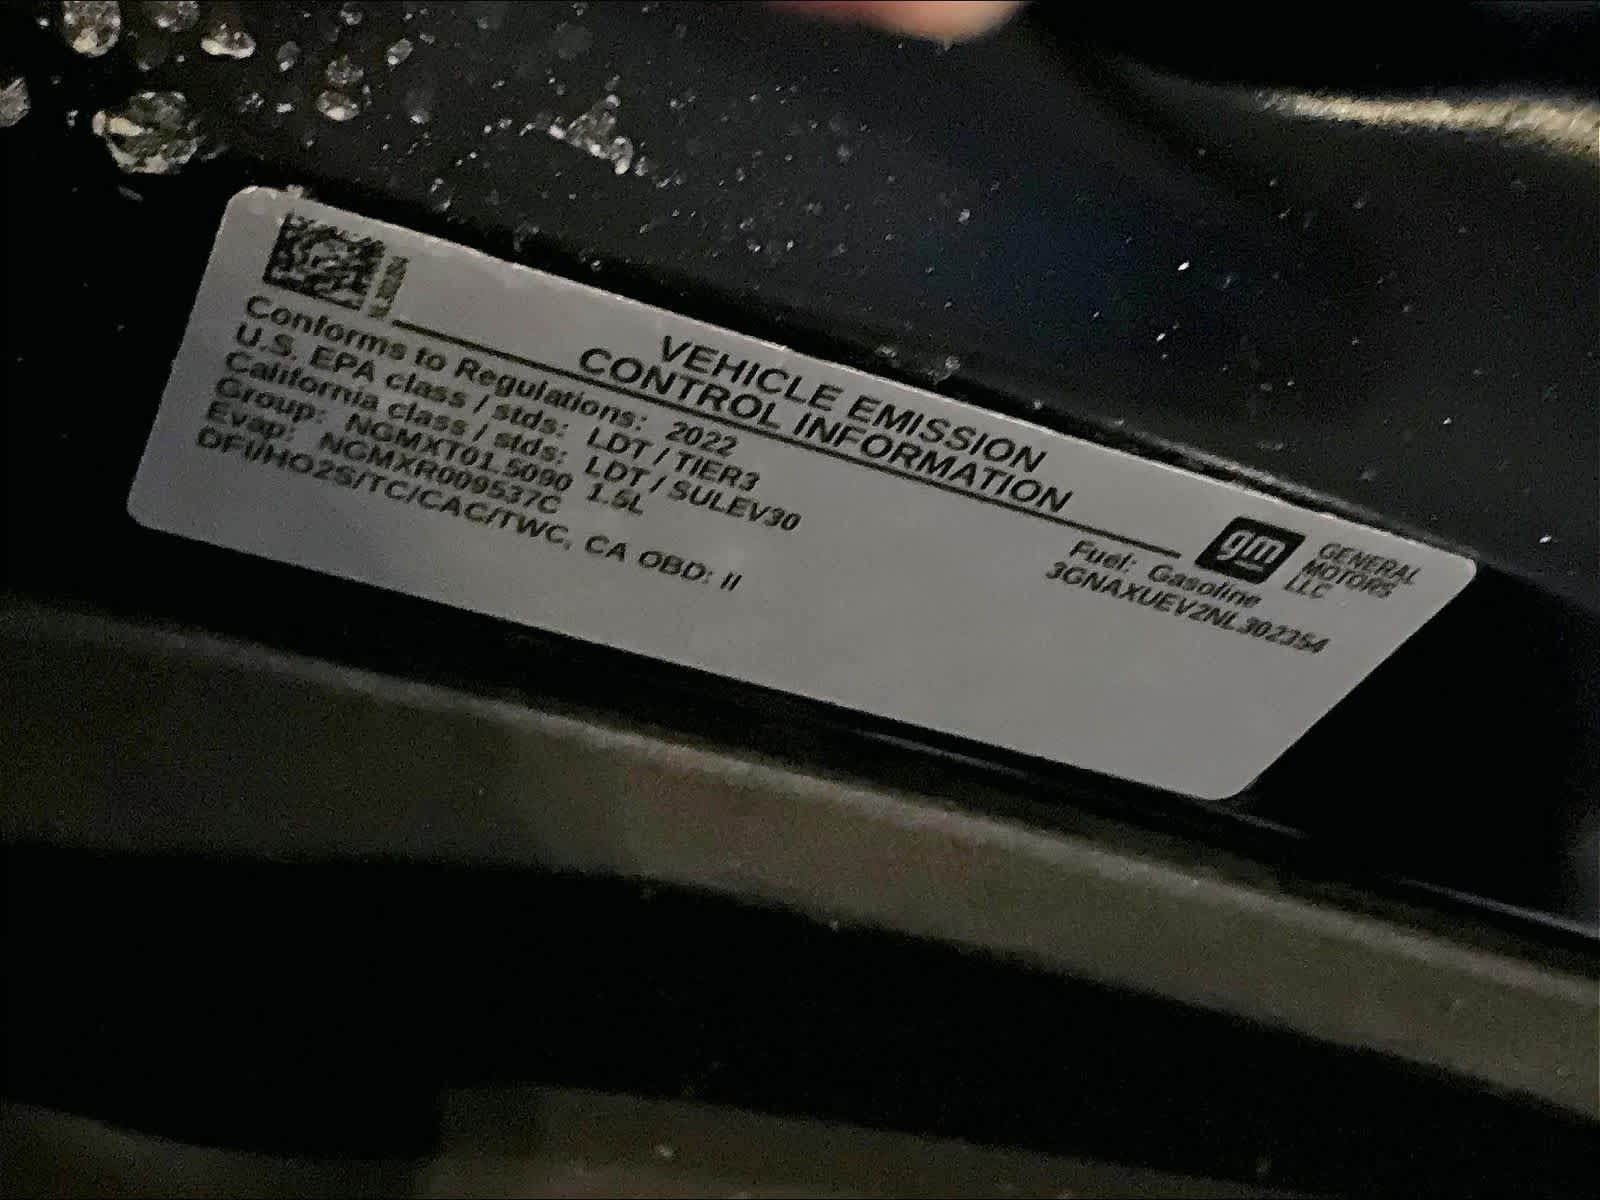 VEHICLE EMISSION
CONTROL INFORMATION
gm
GENERAL
MOTORS
LLC
Conforms to Regulations: 2022
U.S. EPA class / stds: LDT / TIER3
California class / stds: LDT / SULEV30
Group: NGMXT01.5090 1.5L
Evap: NGMXR009537C
DFI/HO2S/TC/CAC/TWC, CA OBD: II
Fuel: Gasoline
3GNAXUEV2NL302354